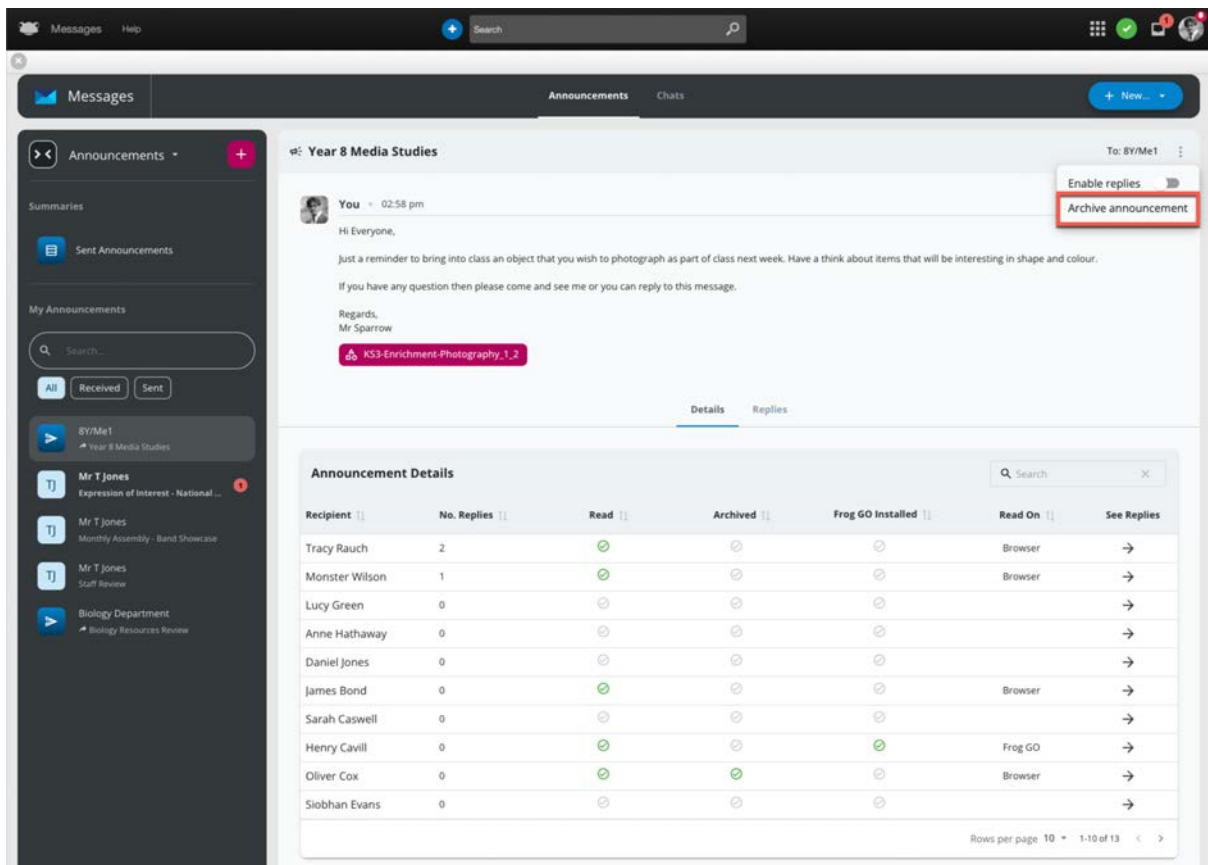 Messages Help Search 1
Messages Announcements Chats + New...
Announcements +
Summaries
Sent Announcements
My Announcements
Search...
All Received Sent
8Y/Me1
Year 8 Media Studies
Mr T Jones
Expression of Interest - National ... 1
Mr T Jones
Monthly Assembly - Band Showcase
Mr T Jones
Staff Review
Biology Department
Biology Resources Review
TJ
TJ
TJ
Year 8 Media Studies To: 8Y/Me1
Enable replies
Archive announcement
You 02:58 pm
Hi Everyone,
Just a reminder to bring into class an object that you wish to photograph as part of class next week. Have a think about items that will be interesting in shape and colour.
If you have any question then please come and see me or you can reply to this message.
Regards,
Mr Sparrow
KS3-Enrichment-Photography_1_2
Details Replies
Announcement Details Search
Recipient No. Replies Read Archived Frog GO Installed Read On See Replies
Tracy Rauch 2 Browser
Monster Wilson 1 Browser
Lucy Green 0
Anne Hathaway 0
Daniel Jones 0
James Bond 0 Browser
Sarah Caswell 0
Henry Cavill 0 Frog GO
Oliver Cox 0 Browser
Siobhan Evans 0
Rows per page 10 1-10 of 13